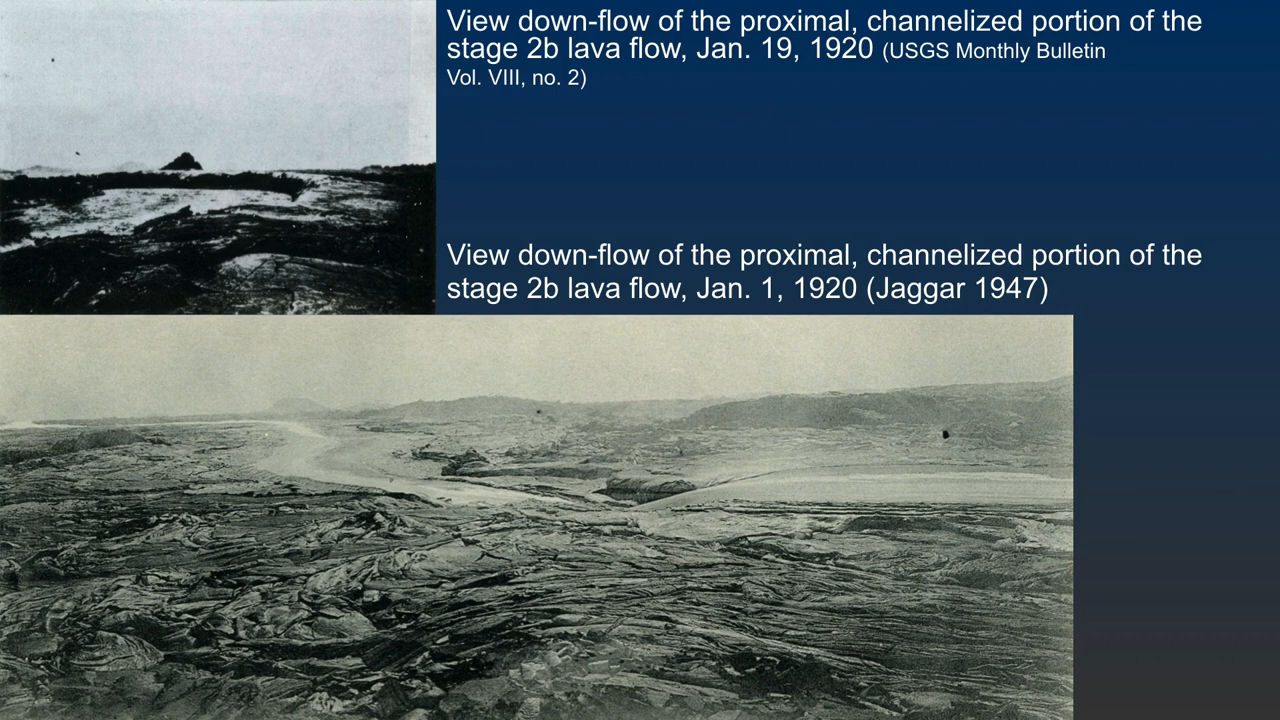 View down-flow of the proximal, channelized portion of the
stage 2b lava flow, Jan. 19, 1920 (USGS Monthly Bulletin
Vol. VIII, no. 2)
View down-flow of the proximal, channelized portion of the
stage 2b lava flow, Jan. 1, 1920 (Jaggar 1947)